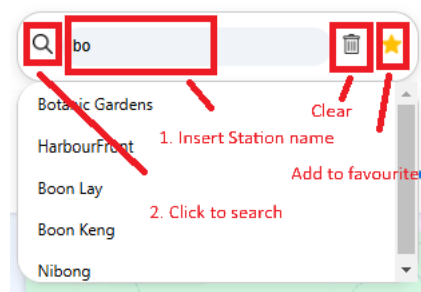 bo
Botanic Gardens
Clear
1. Insert Station name
HarbourFront
Add to favourite
Boon Lay
2. Click to search
Boon Keng
Nibong